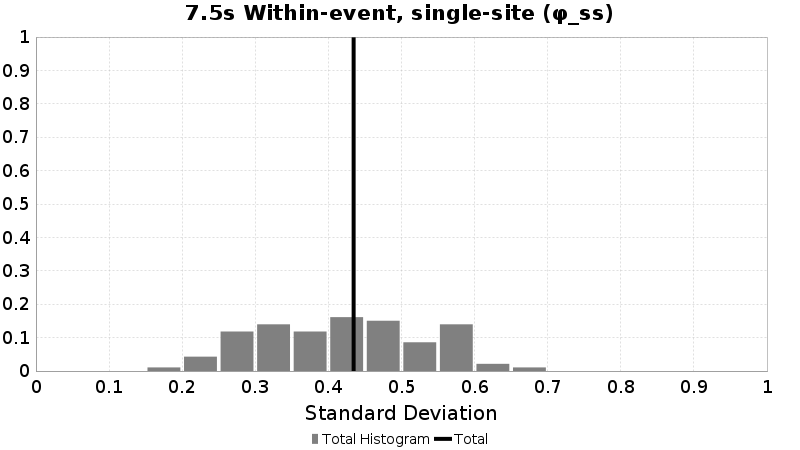 7.5s Within-event, single-site (φ_ss)
1
0.9
0.8
0.7
0.6
0.5
0.4
0.3
0.2
0.1
0
0 0.1 0.2 0.3 0.4 0.5 0.6 0.7 0.8 0.9 1
Standard Deviation
Total Histogram Total